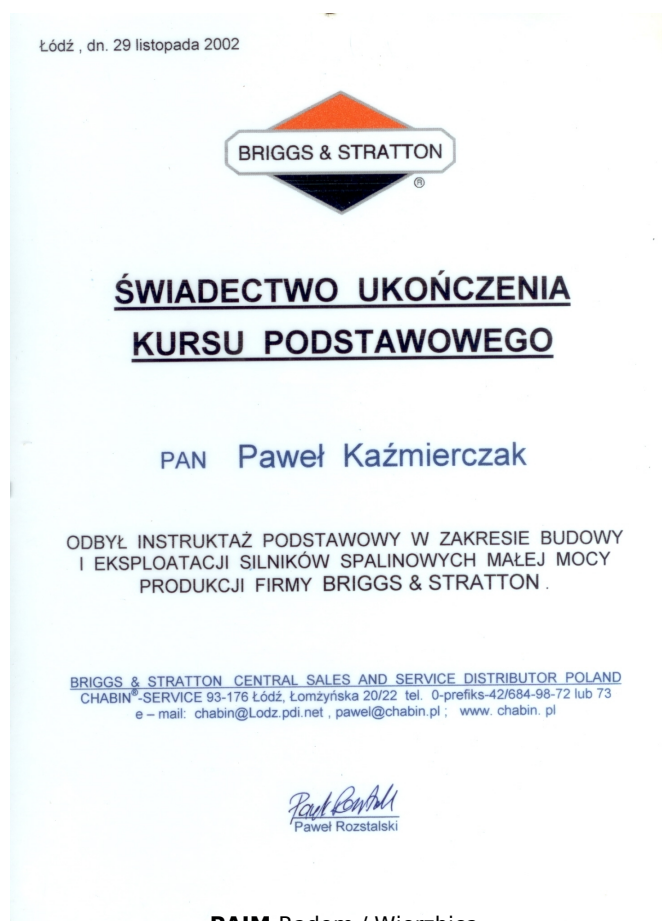 Łódź , dn. 29 listopada 2002
BRIGGS & STRATTON
®
ŚWIADECTWO UKOŃCZENIA
KURSU PODSTAWOWEGO
PAN Paweł Kaźmierczak
ODBYŁ INSTRUKTAŻ PODSTAWOWY W ZAKRESIE BUDOWY
I EKSPLOATACJI SILNIKÓW SPALINOWYCH MAŁEJ MOCY
PRODUKCJI FIRMY BRIGGS & STRATTON .
BRIGGS & STRATTON CENTRAL SALES AND SERVICE DISTRIBUTOR POLAND
CHABIN®-SERVICE 93-176 Łódź, Łomżyńska 20/22 tel. 0-prefiks-42/684-98-72 lub 73
e – mail: chabin@Lodz.pdi.net , pawel@chabin.pl ; www. chabin. pl
Paweł Rozstalski